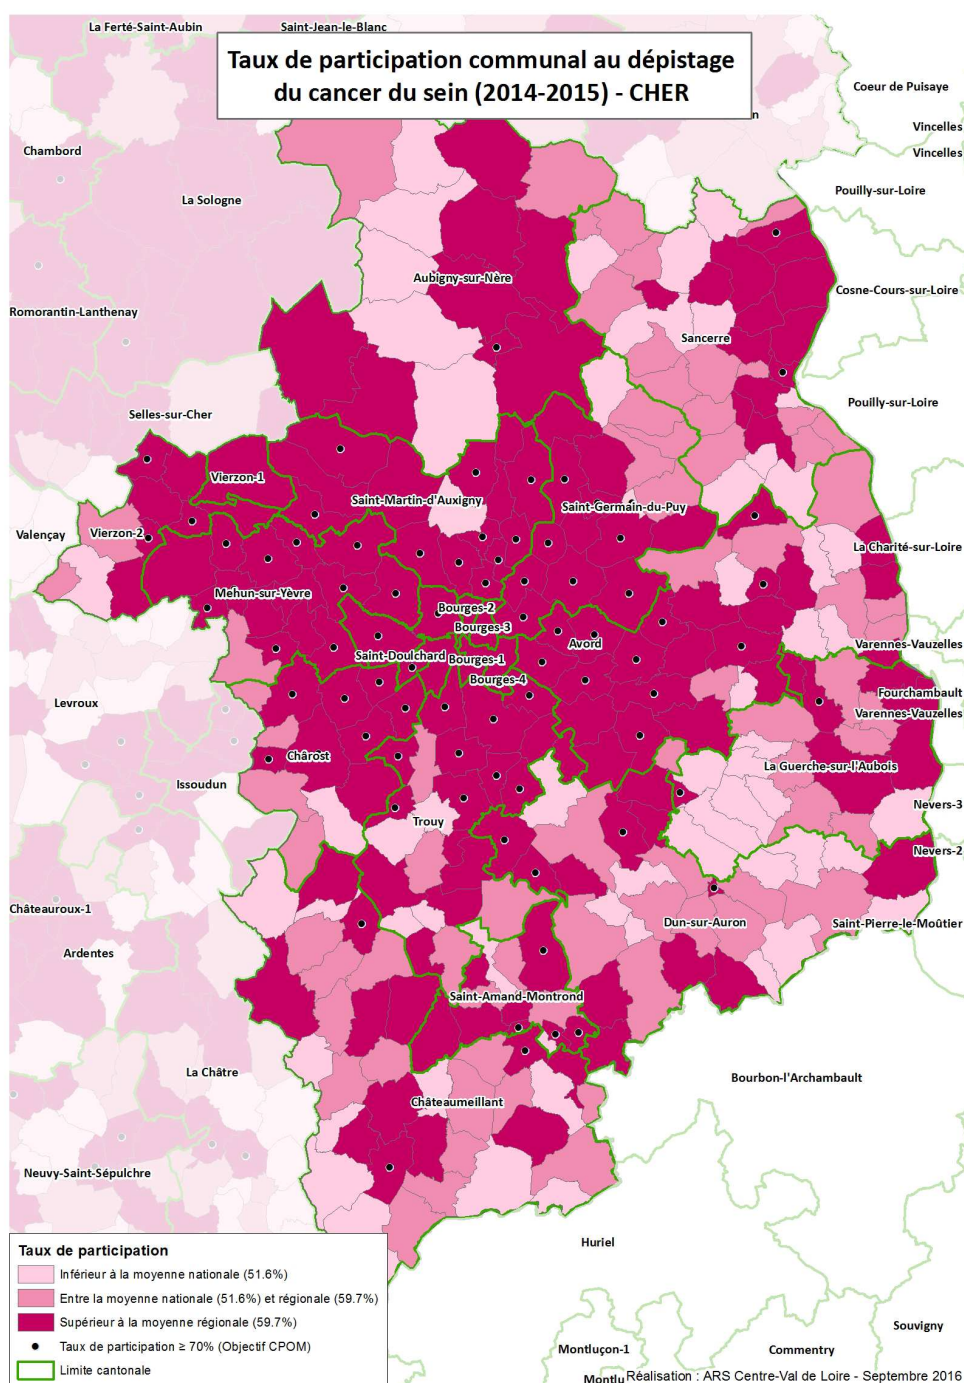 La Ferté-Saint-Aubin
Saint-Jean-le-Blanc
Taux de participation communal au dépistage
du cancer du sein (2014-2015) - CHER
Coeur de Puisaye
Vincelles
Vincelles
Chambord
Pouilly-sur-Loire
La Sologne
Aubigny-sur-Nère
Cosne-Cours-sur-Loire
Romorantin-Lanthenay
Sancerre
Pouilly-sur-Loire
Selles-sur-Cher
Vierzon-1
Saint-Martin-d'Auxigny
Saint-Germain-du-Puy
Valençay
Vierzon-2
La Charité-sur-Loire
Mehun-sur-Yèvre
Bourges-2
Bourges-3
Avord
Varennes-Vauzelles
Saint-Doulchard
Bourges-1
Bourges-4
Fourchambault
Levroux
Varennes-Vauzelles
Chârost
La Guerche-sur-l'Aubois
Issoudun
Nevers-3
Trouy
Nevers-2
Châteauroux-1
Dun-sur-Auron
Saint-Pierre-le-Moûtier
Ardentes
Saint-Amand-Montrond
La Châtre
Bourbon-l'Archambault
Châteaumeillant
Neuvy-Saint-Sépulchre
Huriel
Taux de participation
Inférieur à la moyenne nationale (51.6%)
Entre la moyenne nationale (51.6%) et régionale (59.7%)
Supérieur à la moyenne régionale (59.7%)
Taux de participation ≥ 70% (Objectif CPOM)
Limite cantonale
Souvigny
Montluçon-1
Commentry
Réalisation : ARS Centre-Val de Loire - Septembre 2016